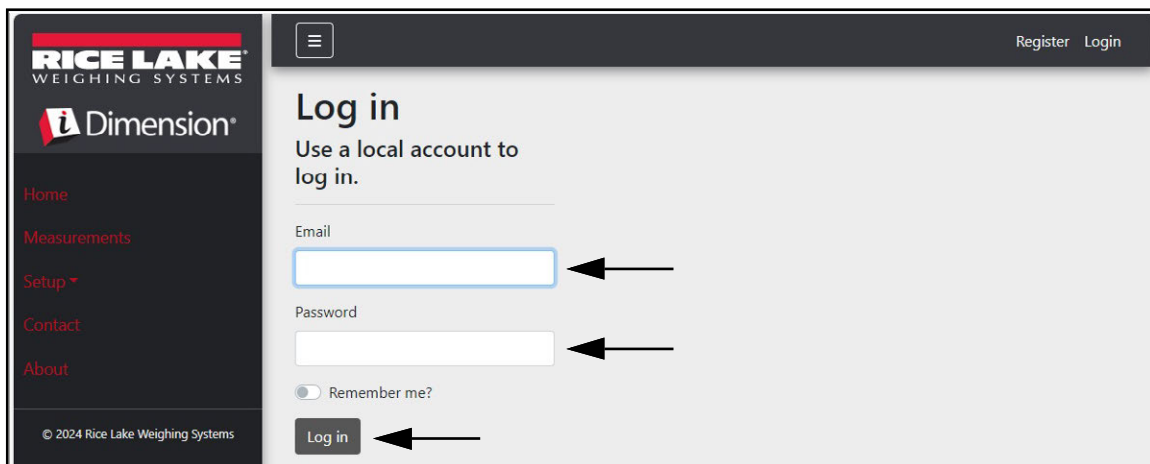 RICE LAKE®
WEIGHING SYSTEMS
i Dimension®
Home
Measurements
Setup
Contact
About
© 2024 Rice Lake Weighing Systems
Register Login
Log in
Use a local account to
log in.
Email
Password
Remember me?
Log in